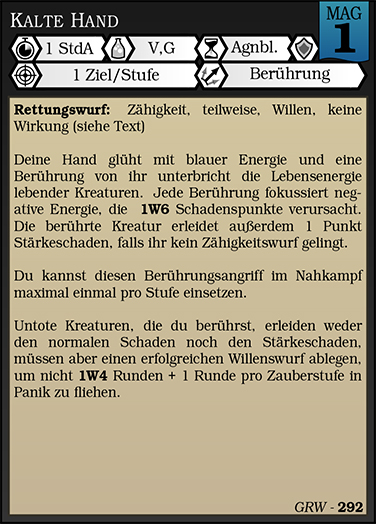 KALTE HAND
MAG
1
1 StdA
V,G
Agnbl.
1 Ziel/Stufe
Berührung
Rettungswurf: Zähigkeit, teilweise, Willen, keine
Wirkung (siehe Text)
Deine Hand glüht mit blauer Energie und eine
Berührung von ihr unterbricht die Lebensenergie
lebender Kreaturen. Jede Berührung fokussiert neg-
ative Energie, die 1W6 Schadenspunkte verursacht.
Die berührte Kreatur erleidet außerdem 1 Punkt
Stärkeschaden, falls ihr kein Zähigkeitswurf gelingt.
Du kannst diesen Berührungsangriff im Nahkampf
maximal einmal pro Stufe einsetzen.
Untote Kreaturen, die du berührst, erleiden weder
den normalen Schaden noch den Stärkeschaden,
müssen aber einen erfolgreichen Willenswurf ablegen,
um nicht 1W4 Runden + 1 Runde pro Zauberstufe in
Panik zu fliehen.
GRW - 292